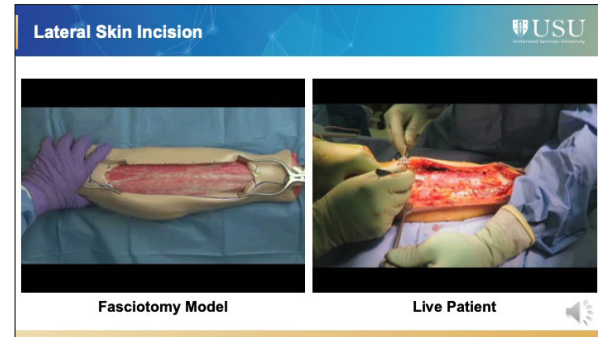 Lateral Skin Incision
USU
Uniformed Services University
Fasciotomy Model
Live Patient